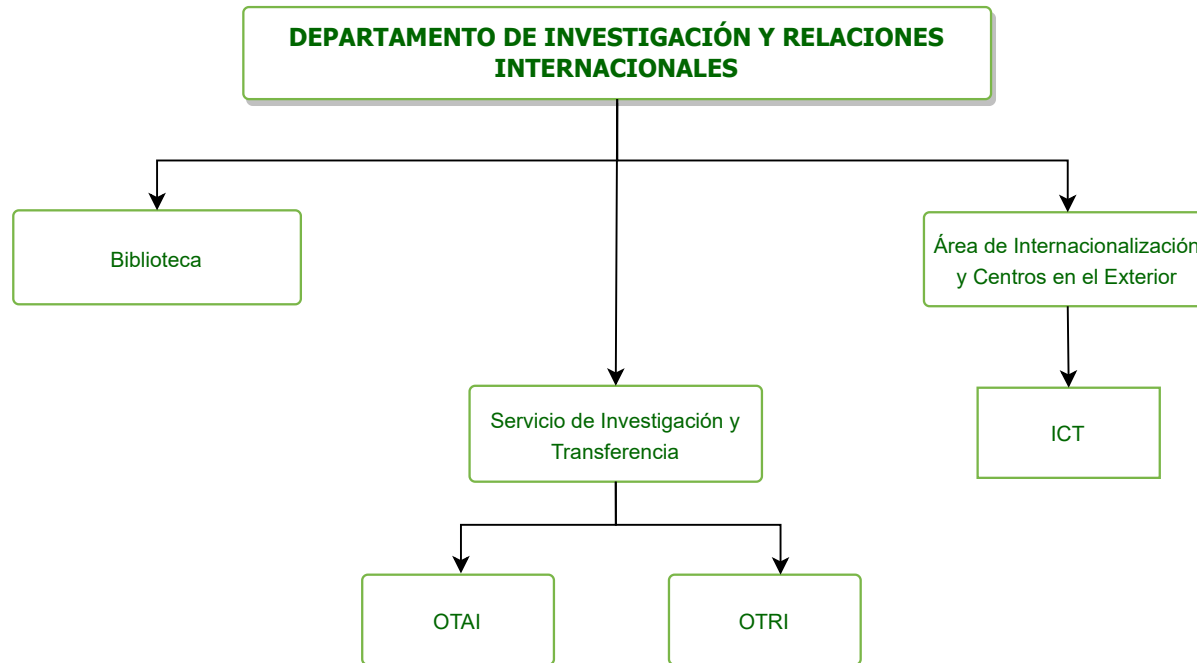 DEPARTAMENTO DE INVESTIGACIÓN Y RELACIONES
INTERNACIONALES
Biblioteca
Área de Internacionalización
y Centros en el Exterior
Servicio de Investigación y
Transferencia
ICT
OTAI
OTRI